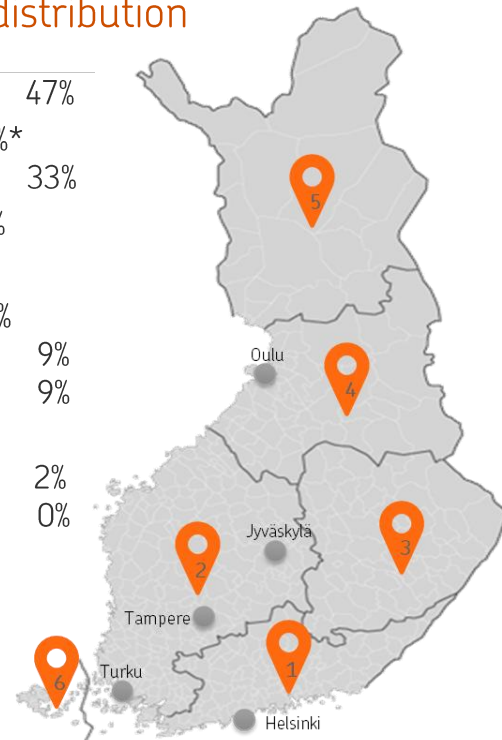 distribution
47%
%*
33%
%
%
9%
9%
2%
0%
5
Oulu
4
Jyväskylä
3
2
Tampere
1
6
Turku
Helsinki